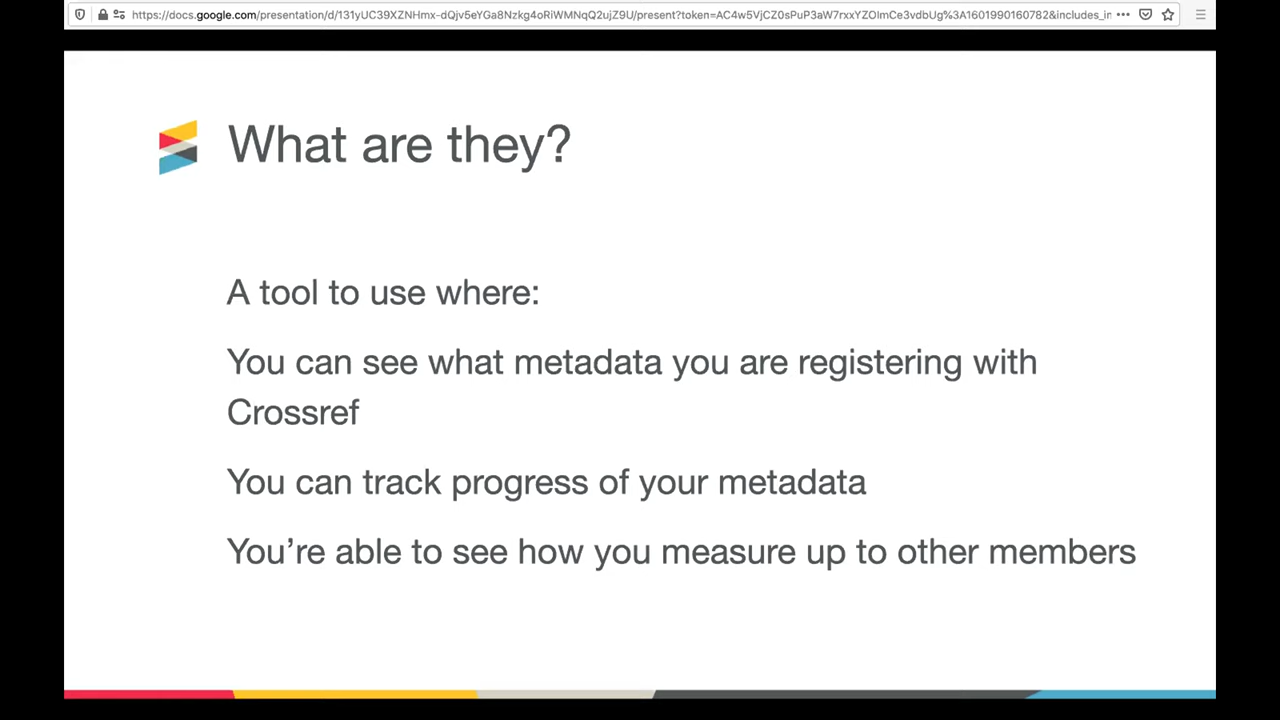 https://docs.google.com/presentation/d/131yUC39XZNHmx-dQjv5eYGa8Nzkg4oRiWMNqQ2ujZ9U/present?token=AC4w5VjCZ0sPuP3aW7rxxYZOlmCe3vdbUg%3A1601990160782&includes_in
What are they?
A tool to use where:
You can see what metadata you are registering with
Crossref
You can track progress of your metadata
You’re able to see how you measure up to other members